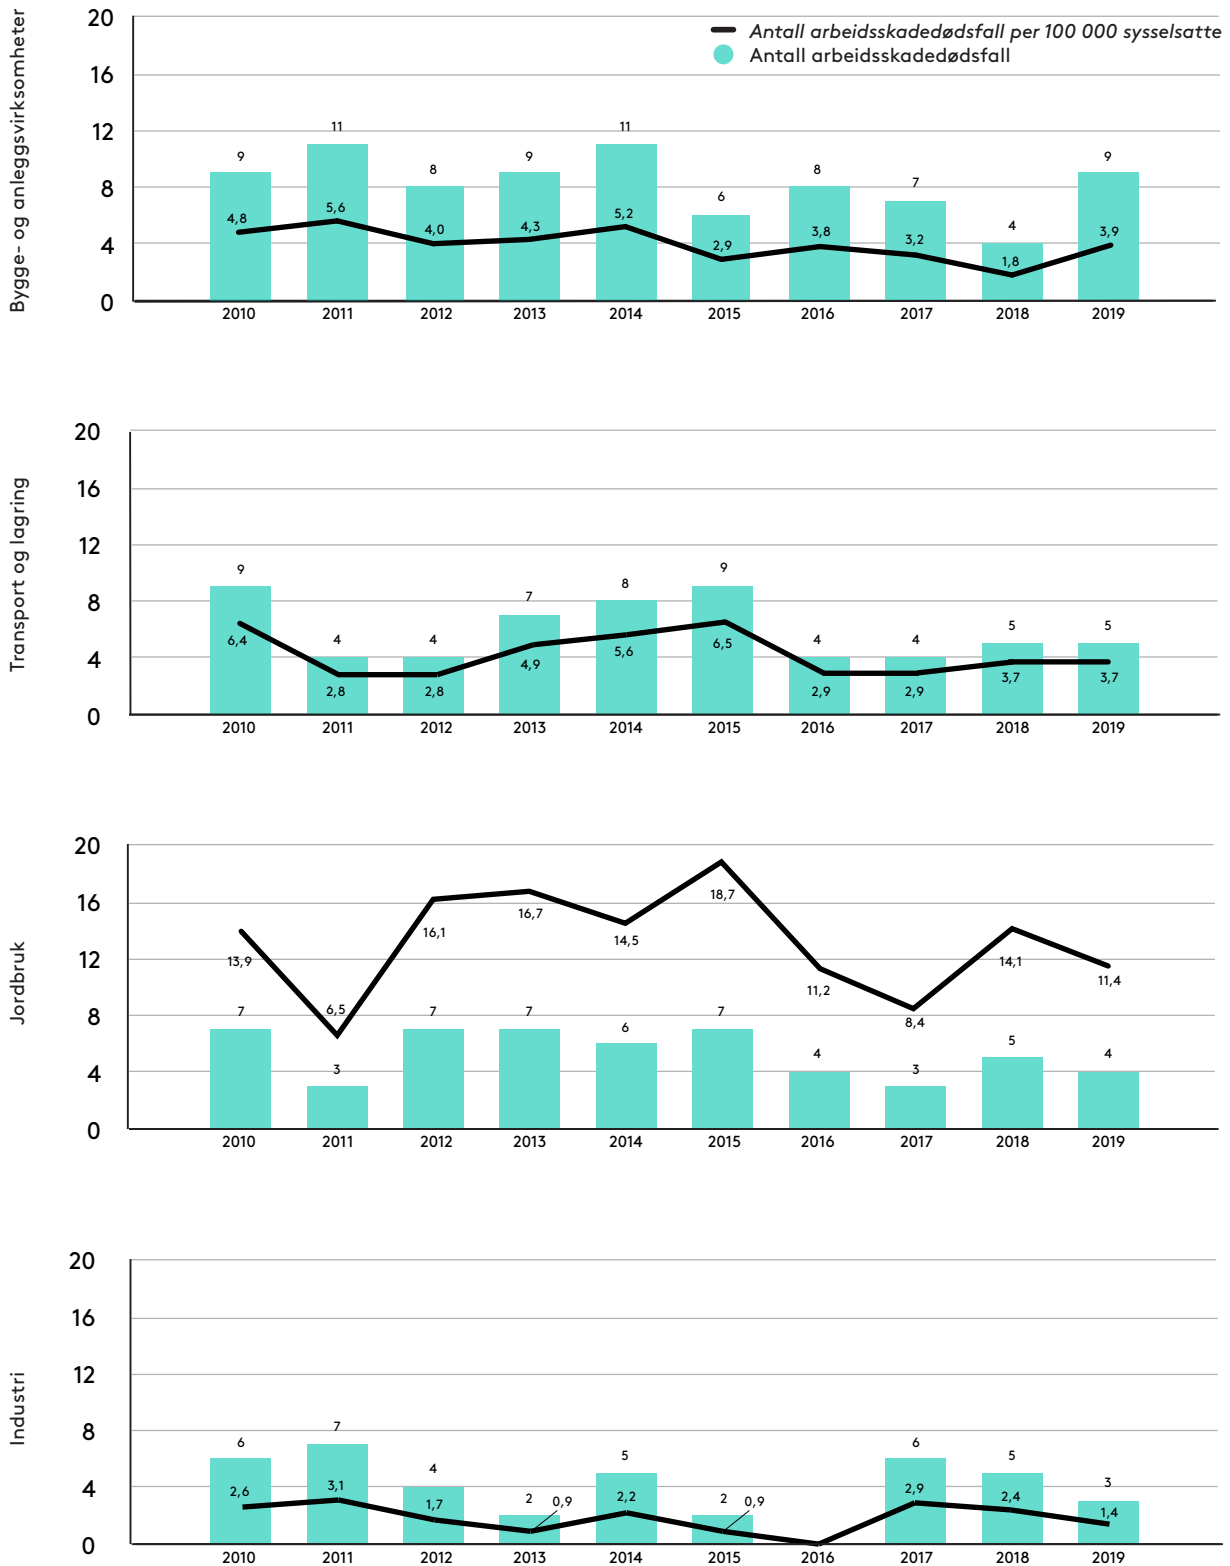 Antall arbeidsskadedødsfall per 100 000 sysselsatte
Antall arbeidsskadedødsfall
Bygge- og anleggsvirksomheter
20
16
12
8
4
0
9 11 8 9 11 6 8 7 4 9
4,8 5,6 4,0 4,3 5,2 2,9 3,8 3,2 1,8 3,9
2010 2011 2012 2013 2014 2015 2016 2017 2018 2019
Transport og lagring
20
16
12
8
4
0
9 4 4 7 8 9 4 4 5 5
6,4 2,8 2,8 4,9 5,6 6,5 2,9 2,9 3,7 3,7
2010 2011 2012 2013 2014 2015 2016 2017 2018 2019
Jordbruk
20
16
12
8
4
0
13,9 6,5 16,1 16,7 14,5 18,7 11,2 8,4 14,1 11,4
7 3 7 7 6 7 4 3 5 4
2010 2011 2012 2013 2014 2015 2016 2017 2018 2019
Industri
20
16
12
8
4
0
6 7 4 2 5 2 6 5 3
2,6 3,1 1,7 0,9 2,2 0,9 2,9 2,4 1,4
2010 2011 2012 2013 2014 2015 2016 2017 2018 2019